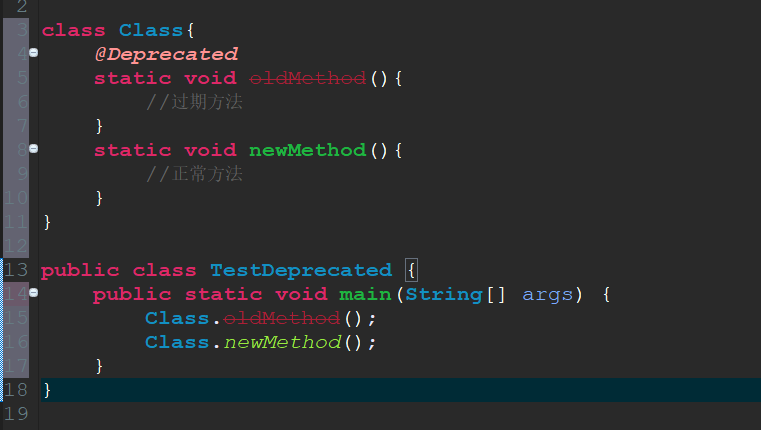 2
3 class Class{
4 @Deprecated
5 static void oldMethod(){
6 //过期方法
7 }
8 static void newMethod(){
9 //正常方法
10 }
11 }
12
13 public class TestDeprecated {
14 public static void main(String[] args) {
15 Class.oldMethod();
16 Class.newMethod();
17 }
18 }
19